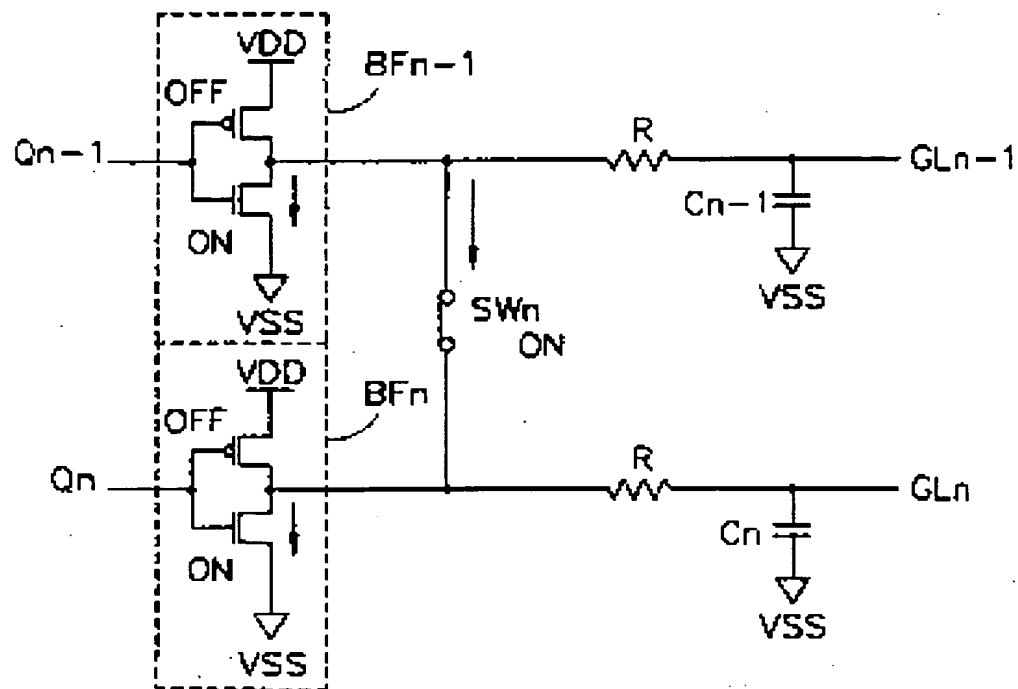 VDD
BFn-1
OFF
Qn-1
R
GLn-1
Cn-1
ON
VSS
SWn
ON
VSS
VDD
BFn
OFF
Qn
R
GLn
Cn
ON
VSS
VSS